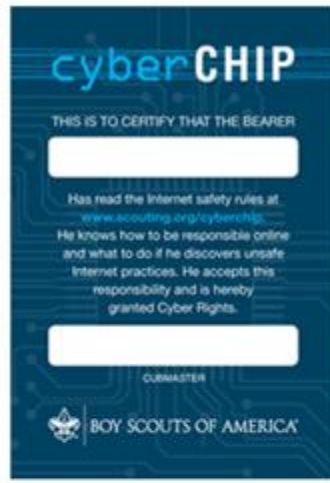 cyber CHIP
THIS IS TO CERTIFY THAT THE BEARER
Has read the Internet safety rules at
www.scouting.org/cyberchip.
He knows how to be responsible online
and what to do if he discovers unsafe
Internet practices. He accepts this
responsibility and is hereby
granted Cyber Rights.
CUBMASTER
BOY SCOUTS OF AMERICA®